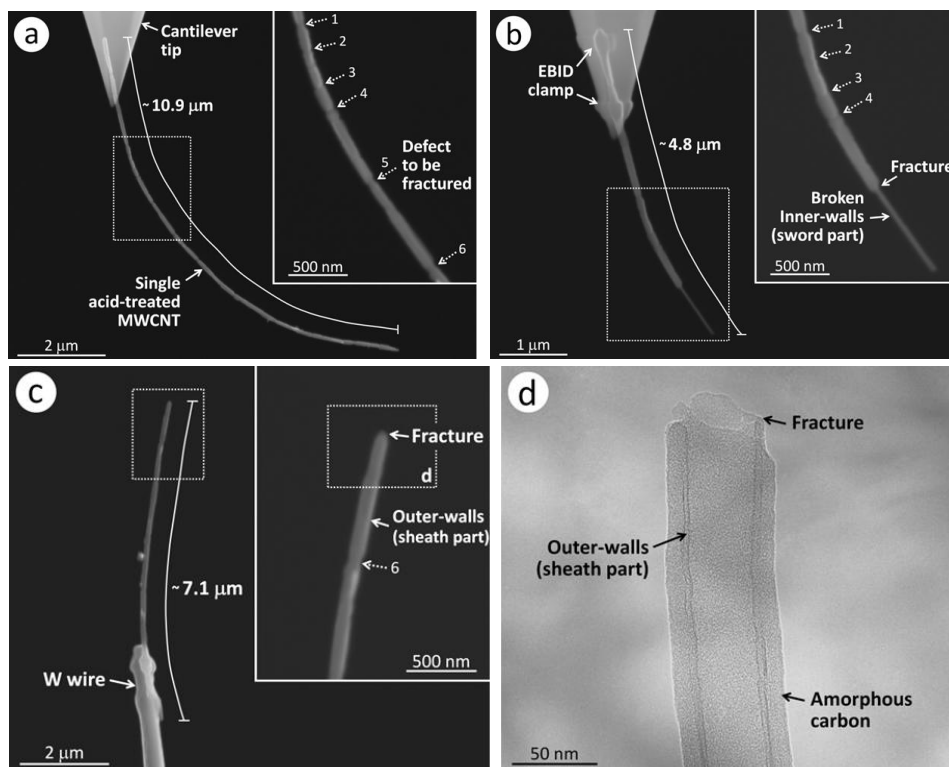 a
Cantilever
tip
~10.9 μm
Single
acid-treated
MWCNT
2 μm
1
2
3
4
5
Defect
to be
fractured
6
500 nm
b
EBID
clamp
~4.8 μm
1 μm
1
2
3
4
Fracture
Broken
Inner-walls
(sword part)
500 nm
c
~7.1 μm
W wire
2 μm
Fracture
d
Outer-walls
(sheath part)
6
500 nm
d
Fracture
Outer-walls
(sheath part)
Amorphous
carbon
50 nm